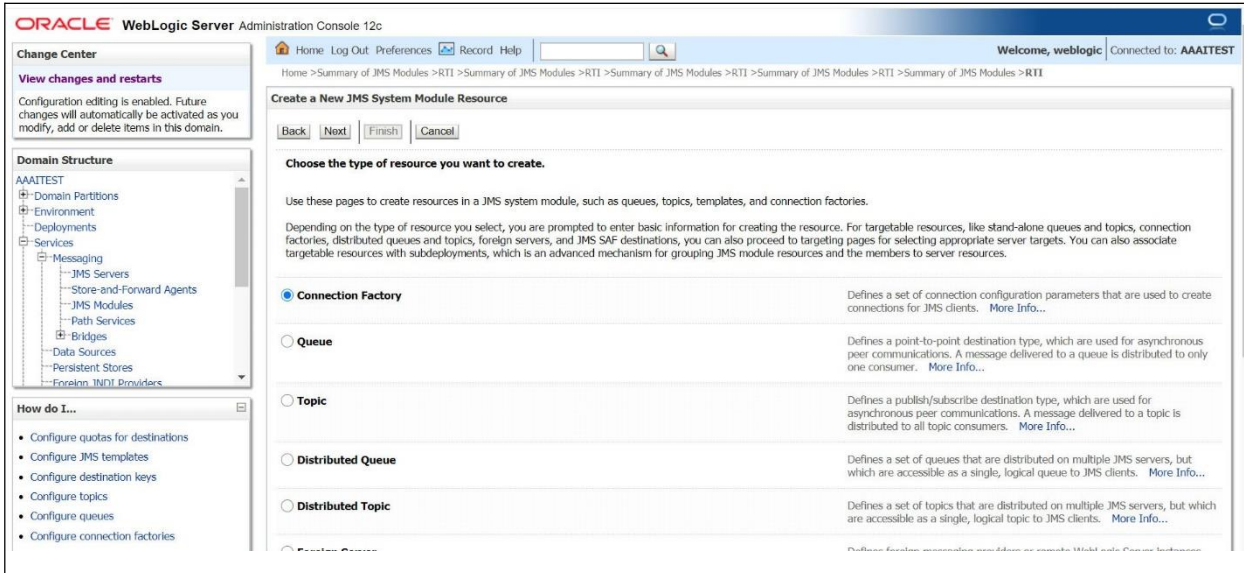 ORACLE WebLogic Server Administration Console 12c
Change Center
View changes and restarts
Configuration editing is enabled. Future
changes will automatically be activated as you
modify, add or delete items in this domain.
Domain Structure
AAAITEST
Domain Partitions
Environment
Deployments
Services
Messaging
JMS Servers
Store-and-Forward Agents
JMS Modules
Path Services
Bridges
Data Sources
Persistent Stores
Foreign JNDI Providers
How do I...
Configure quotas for destinations
Configure JMS templates
Configure destination keys
Configure topics
Configure queues
Configure connection factories
Home Log Out Preferences Record Help
Welcome, weblogic Connected to: AAAITEST
Home >Summary of JMS Modules >RTI >Summary of JMS Modules >RTI >Summary of JMS Modules >RTI >Summary of JMS Modules >RTI >Summary of JMS Modules >RTI
Create a New JMS System Module Resource
Back Next Finish Cancel
Choose the type of resource you want to create.
Use these pages to create resources in a JMS system module, such as queues, topics, templates, and connection factories.
Depending on the type of resource you select, you are prompted to enter basic information for creating the resource. For targetable resources, like stand-alone queues and topics, connection
factories, distributed queues and topics, foreign servers, and JMS SAF destinations, you can also proceed to targeting pages for selecting appropriate server targets. You can also associate
targetable resources with subdeployments, which is an advanced mechanism for grouping JMS module resources and the members to server resources.
Connection Factory
Defines a set of connection configuration parameters that are used to create
connections for JMS clients. More Info...
Queue
Defines a point-to-point destination type, which are used for asynchronous
peer communications. A message delivered to a queue is distributed to only
one consumer. More Info...
Topic
Defines a publish/subscribe destination type, which are used for
asynchronous peer communications. A message delivered to a topic is
distributed to all topic consumers. More Info...
Distributed Queue
Defines a set of queues that are distributed on multiple JMS servers, but
which are accessible as a single, logical queue to JMS clients. More Info...
Distributed Topic
Defines a set of topics that are distributed on multiple JMS servers, but which
are accessible as a single, logical topic to JMS clients. More Info...